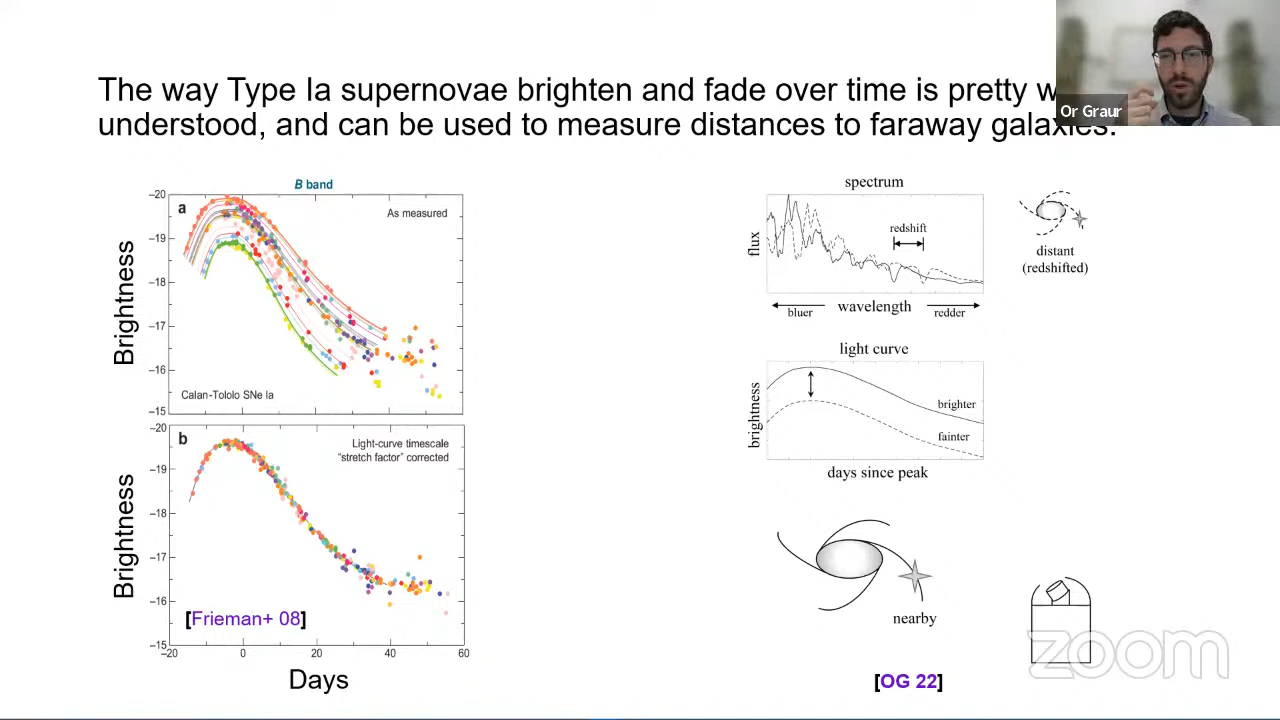 The way Type Ia supernovae brighten and fade over time is pretty
understood, and can be used to measure distances to faraway galaxies.
Or Graur
B band
a
As measured
Calan-Tololo SNe Ia
Brightness
–20
–19
–18
–17
–16
–15
b
Light-curve timescale
“stretch factor” corrected
Brightness
–20
–19
–18
–17
–16
–15
[Frieman+ 08]
–20
0
20
40
60
Days
spectrum
flux
redshift
bluer
wavelength
redder
distant
(redshifted)
light curve
brightness
brighter
fainter
days since peak
nearby
[OG 22]
zoom